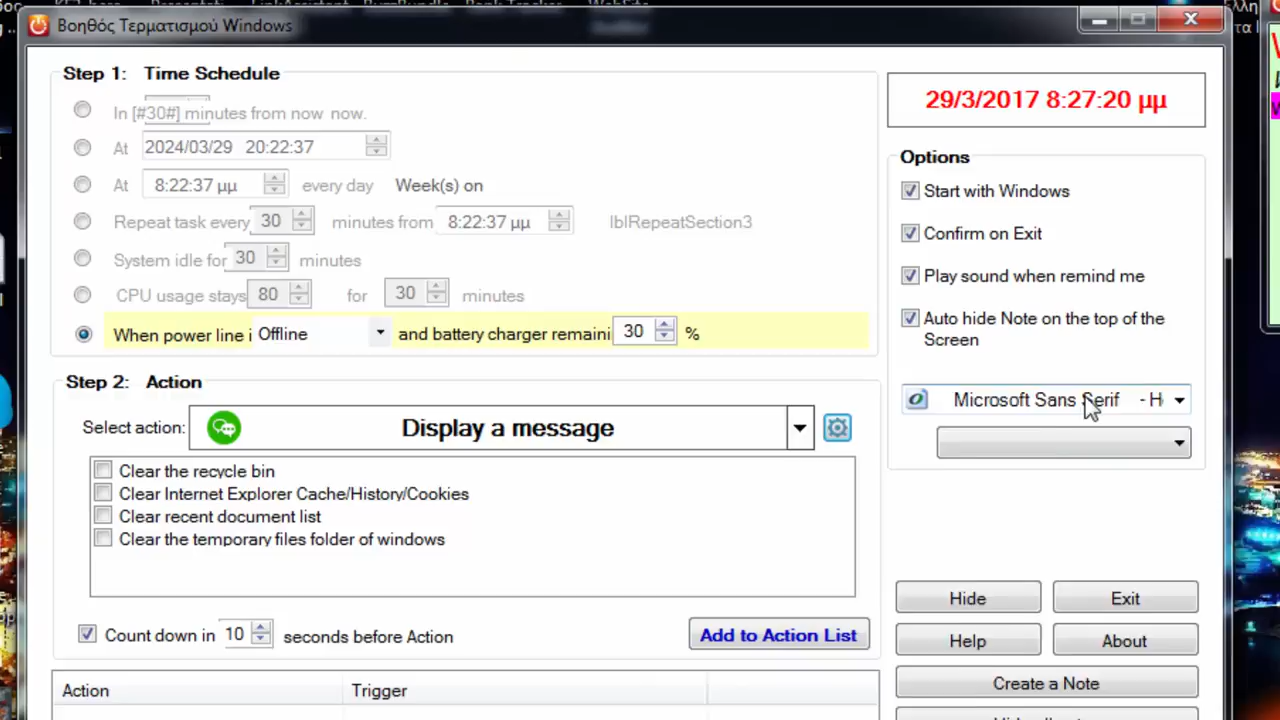 Βοηθός Τερματισμού Windows
Step 1: Time Schedule
29/3/2017 8:27:20 μμ
In [#30#] minutes from now now.
At 2024/03/29 20:22:37
At 8:22:37 μμ every day Week(s) on
Repeat task every 30 minutes from 8:22:37 μμ lblRepeatSection3
System idle for 30 minutes
CPU usage stays 80 for 30 minutes
When power line i Offline and battery charger remaini 30 %
Options
Start with Windows
Confirm on Exit
Play sound when remind me
Auto hide Note on the top of the
Screen
Microsoft Sans Serif - H
Step 2: Action
Select action: Display a message
Clear the recycle bin
Clear Internet Explorer Cache/History/Cookies
Clear recent document list
Clear the temporary files folder of windows
Count down in 10 seconds before Action
Add to Action List
Hide Exit
Help About
Create a Note
Action Trigger